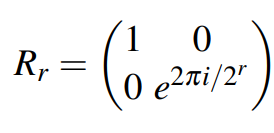 R_r = \begin{pmatrix} 1 & 0 \\ 0 & e^{2\pi i/2^r} \end{pmatrix}